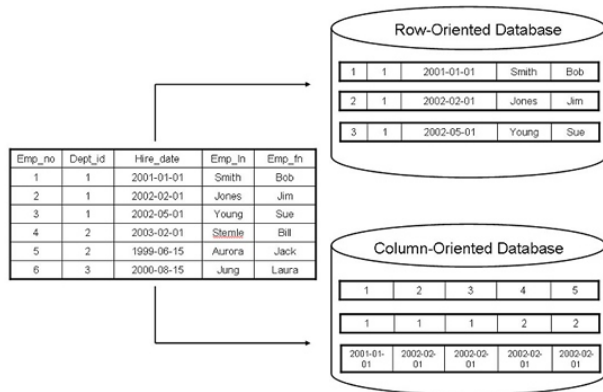 Row-Oriented Database
1 1 2001-01-01 Smith Bob
2 1 2002-02-01 Jones Jim
3 1 2002-05-01 Young Sue
Emp_no Dept_id Hire_date Emp_ln Emp_fn
1 1 2001-01-01 Smith Bob
2 1 2002-02-01 Jones Jim
3 1 2002-05-01 Young Sue
4 2 2003-02-01 Stemle Bill
5 2 1999-06-15 Aurora Jack
6 3 2000-08-15 Jung Laura
Column-Oriented Database
1 2 3 4 5
1 1 1 2 2
2001-01- 2002-02- 2002-02- 2002-02- 2002-02-
01 01 01 01 01